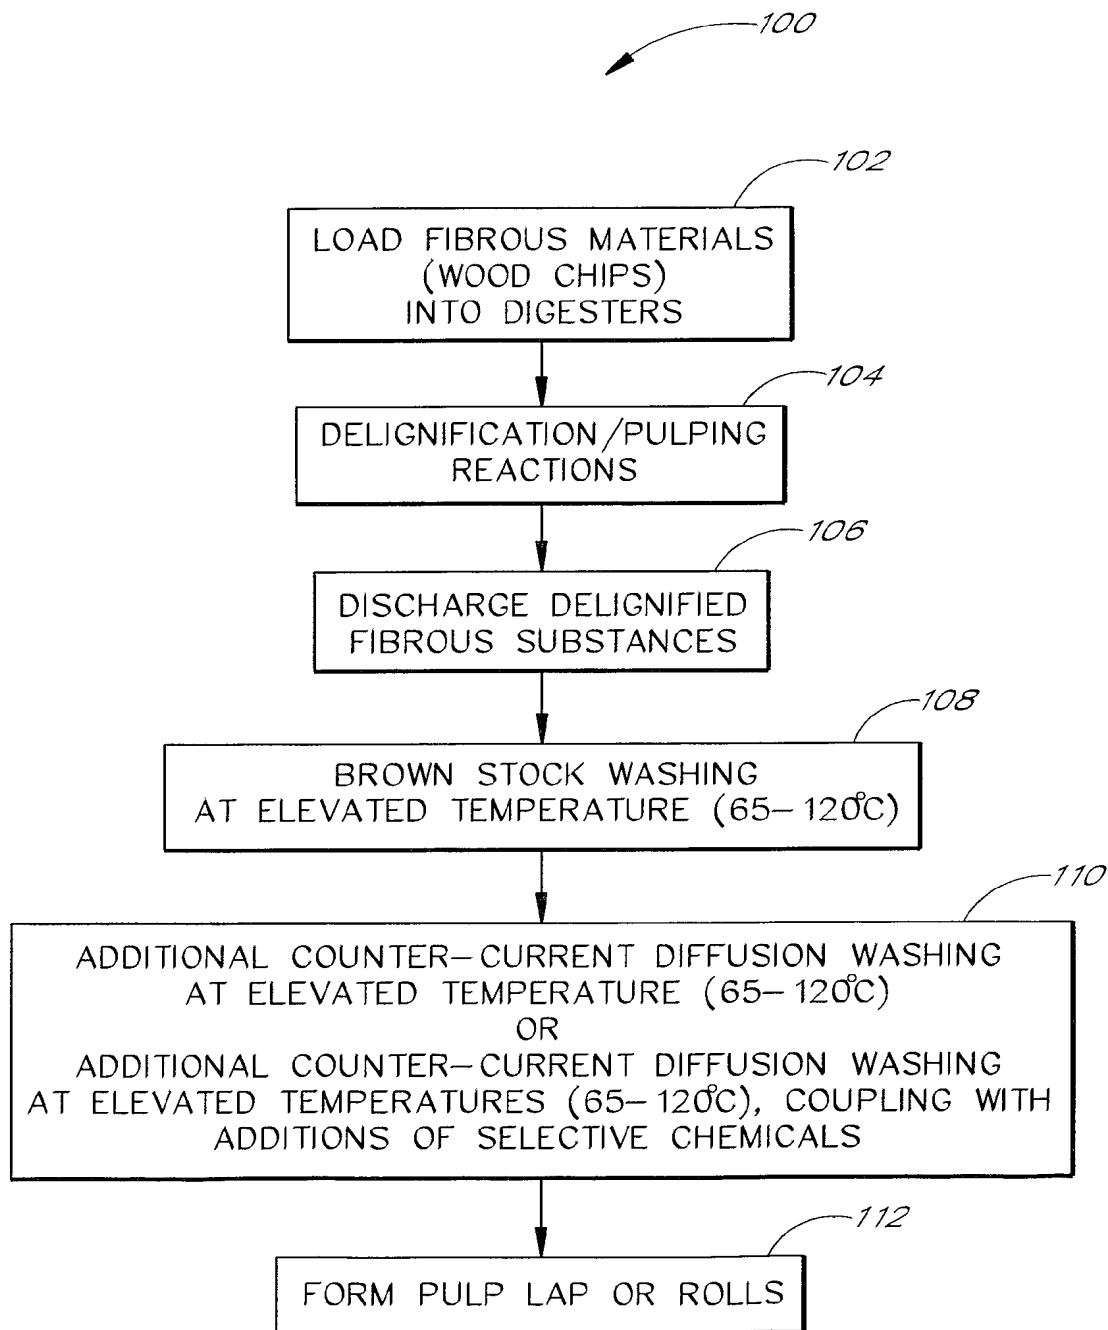 100
102
LOAD FIBROUS MATERIALS
(WOOD CHIPS)
INTO DIGESTERS
104
DELIGNIFICATION/PULPING
REACTIONS
106
DISCHARGE DELIGNIFIED
FIBROUS SUBSTANCES
108
BROWN STOCK WASHING
AT ELEVATED TEMPERATURE (65–120°C)
110
ADDITIONAL COUNTER–CURRENT DIFFUSION WASHING
AT ELEVATED TEMPERATURE (65–120°C)
OR
ADDITIONAL COUNTER–CURRENT DIFFUSION WASHING
AT ELEVATED TEMPERATURES (65–120°C), COUPLING WITH
ADDITIONS OF SELECTIVE CHEMICALS
112
FORM PULP LAP OR ROLLS